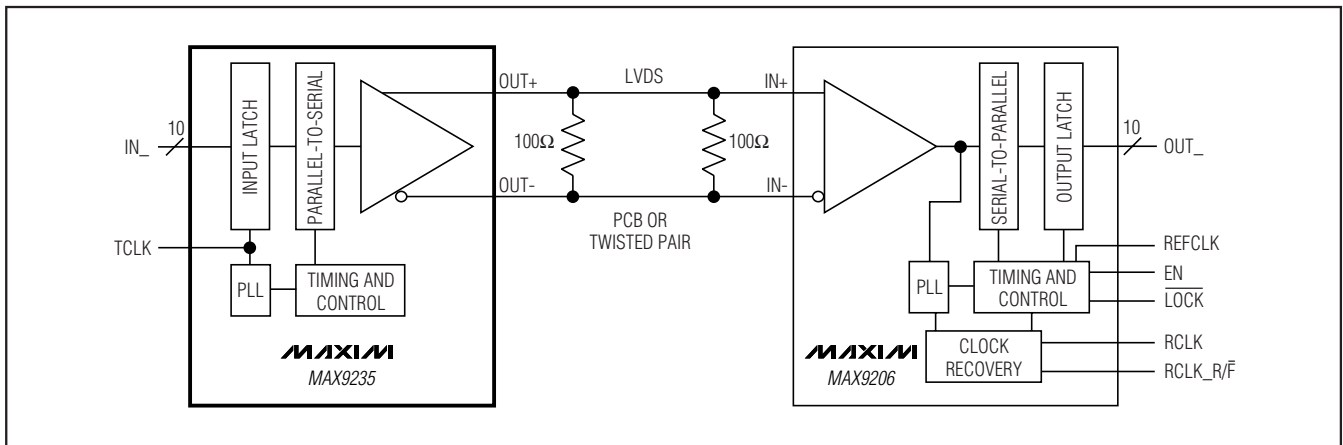 IN_
10
TCLK
INPUT LATCH
PARALLEL-TO-SERIAL
PLL
TIMING AND
CONTROL
MAXIM
MAX9235
OUT+
OUT-
LVDS
100Ω
100Ω
PCB OR
TWISTED PAIR
IN+
IN-
SERIAL-TO-PARALLEL
OUTPUT LATCH
10
OUT_
PLL
TIMING AND
CONTROL
CLOCK
RECOVERY
MAXIM
MAX9206
REFCLK
EN
L̅O̅C̅K̅
RCLK
RCLK_R/F̅